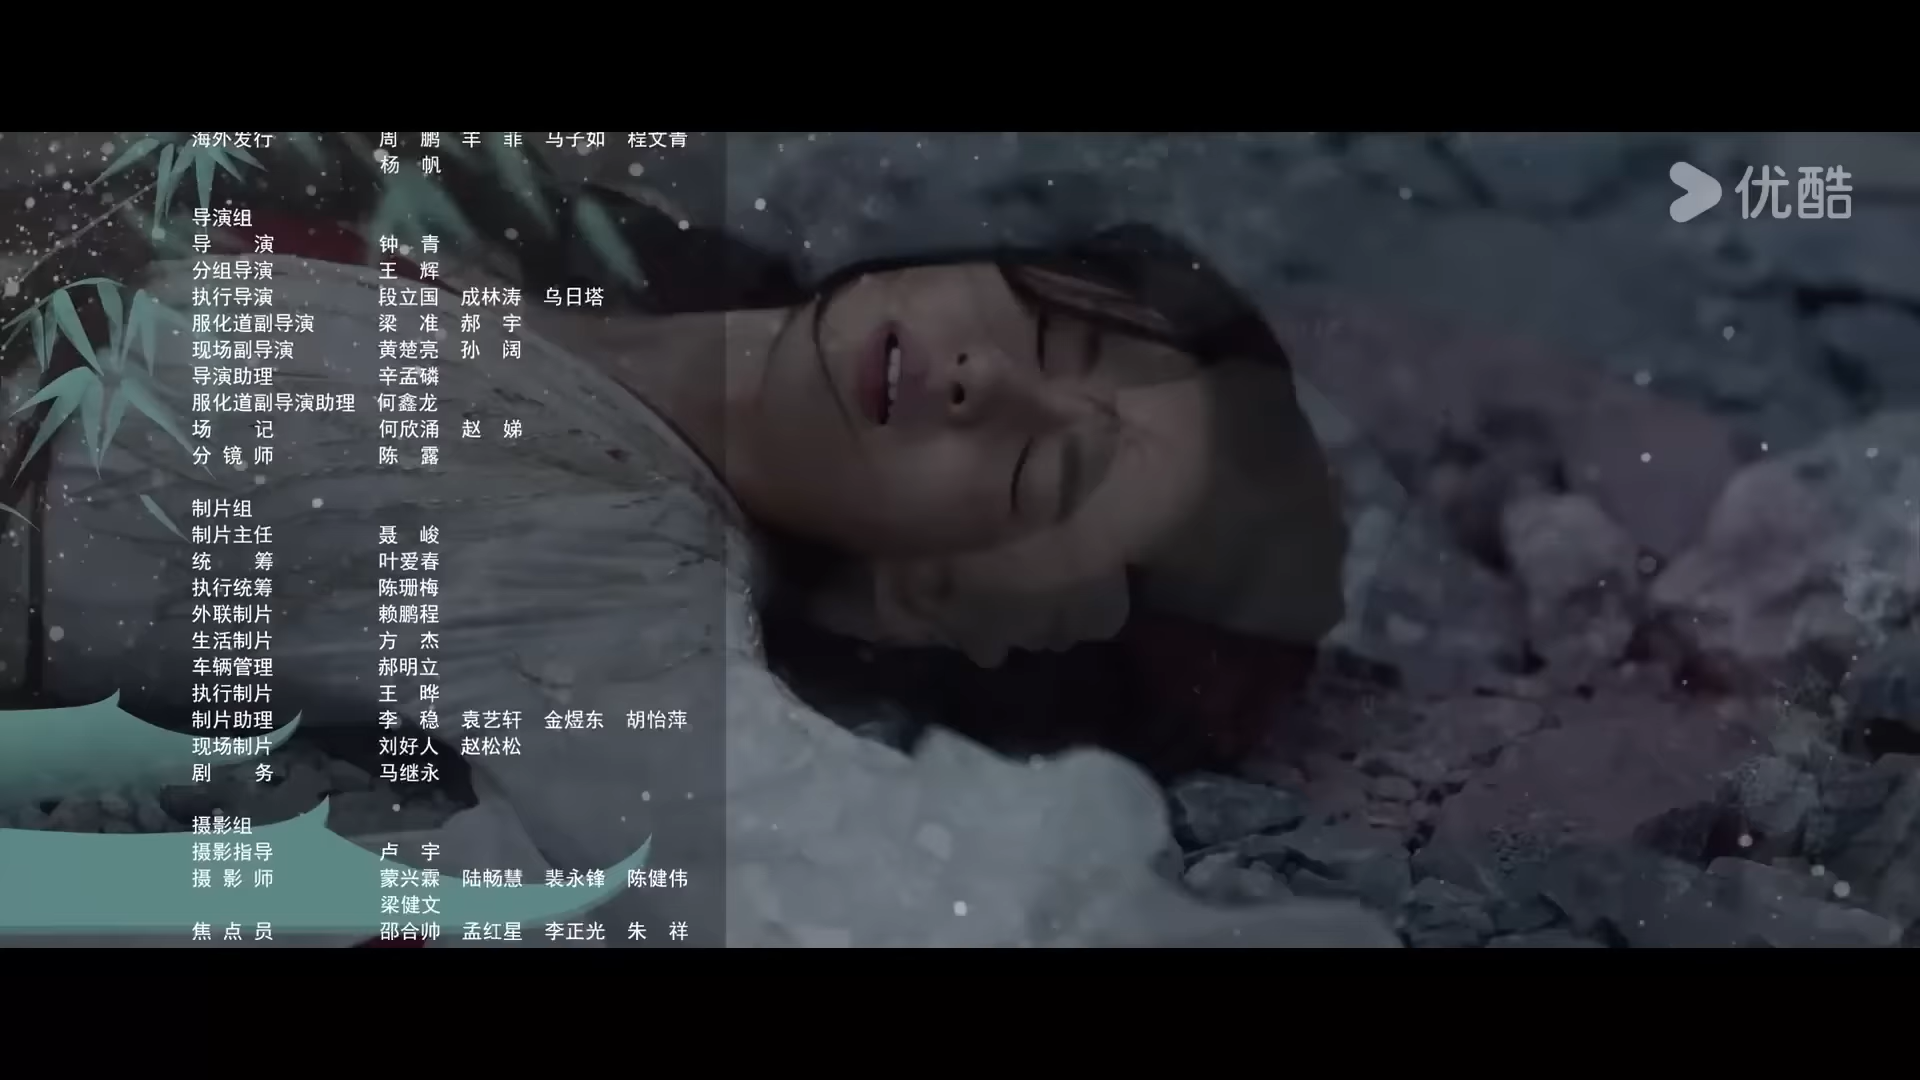 海外发行 周 鹏 羊 菲 马子如 程文青
杨 帆
导演组
导 演 钟 青
分组导演 王 辉
执行导演 段立国 成林涛 乌日塔
服化道副导演 梁 准 郝 宇
现场副导演 黄楚亮 孙 阔
导演助理 辛孟磷
服化道副导演助理 何鑫龙
场 记 何欣涌 赵 娣
分 镜 师 陈 露
制片组
制片主任 聂 峻
统 筹 叶爱春
执行统筹 陈珊梅
外联制片 赖鹏程
生活制片 方 杰
车辆管理 郝明立
执行制片 王 晔
制片助理 李 稳 袁艺轩 金煜东 胡怡萍
现场制片 刘好人 赵松松
剧 务 马继永
摄影组
摄影指导 卢 宇
摄 影 师 蒙兴霖 陆畅慧 裴永锋 陈健伟
梁健文
焦 点 员 邵合帅 孟红星 李正光 朱 祥
优酷